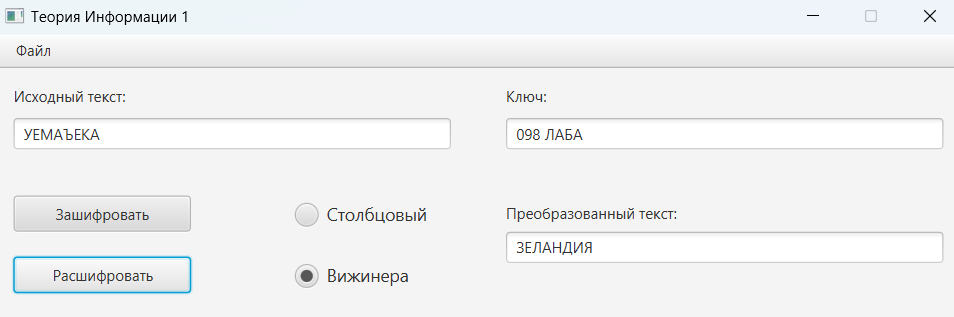 Теория Информации 1
Файл
Исходный текст:
УЕМАЪЕКА
Ключ:
098 ЛАБА
Зашифровать
Столбцовый
Преобразованный текст:
ЗЕЛАНДИЯ
Расшифровать
Вижинера